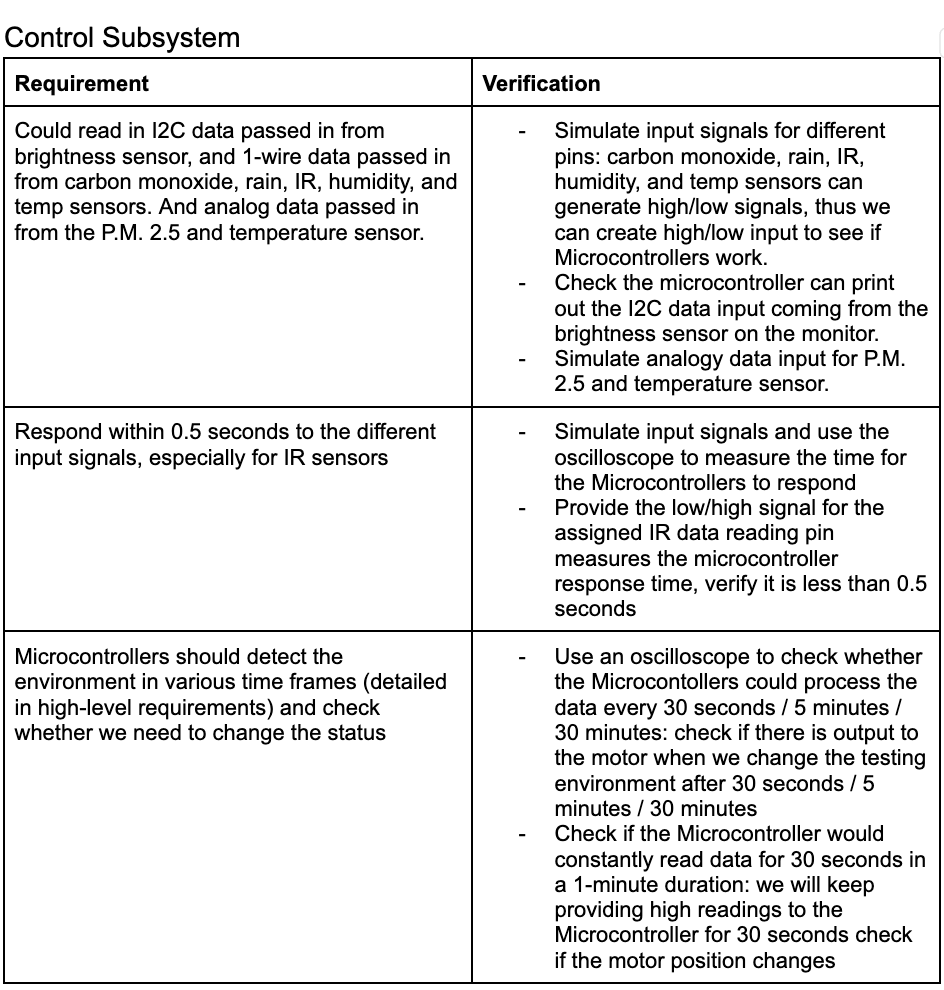 Control Subsystem
Requirement
Verification
Could read in I2C data passed in from
brightness sensor, and 1-wire data passed in
from carbon monoxide, rain, IR, humidity, and
temp sensors. And analog data passed in
from the P.M. 2.5 and temperature sensor.
- Simulate input signals for different
pins: carbon monoxide, rain, IR,
humidity, and temp sensors can
generate high/low signals, thus we
can create high/low input to see if
Microcontrollers work.
- Check the microcontroller can print
out the I2C data input coming from the
brightness sensor on the monitor.
- Simulate analogy data input for P.M.
2.5 and temperature sensor.
Respond within 0.5 seconds to the different
input signals, especially for IR sensors
- Simulate input signals and use the
oscilloscope to measure the time for
the Microcontrollers to respond
- Provide the low/high signal for the
assigned IR data reading pin
measures the microcontroller
response time, verify it is less than 0.5
seconds
Microcontrollers should detect the
environment in various time frames (detailed
in high-level requirements) and check
whether we need to change the status
- Use an oscilloscope to check whether
the Microcontollers could process the
data every 30 seconds / 5 minutes /
30 minutes: check if there is output to
the motor when we change the testing
environment after 30 seconds / 5
minutes / 30 minutes
- Check if the Microcontroller would
constantly read data for 30 seconds in
a 1-minute duration: we will keep
providing high readings to the
Microcontroller for 30 seconds check
if the motor position changes